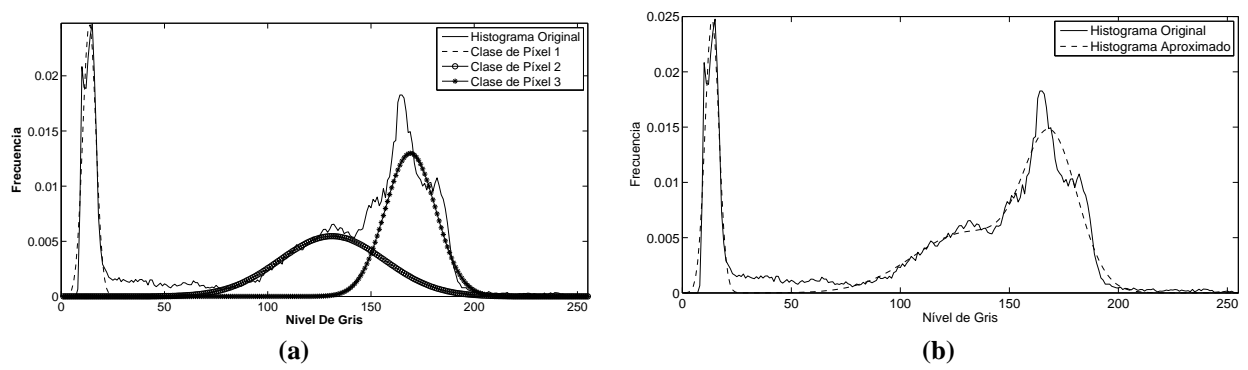 Histograma Original
Clase de Píxel 1
Clase de Píxel 2
Clase de Píxel 3
0.02
0.015
0.01
0.005
0
Frecuencia
0 50 100 150 200 250
Nivel De Gris
(a)
Histograma Original
Histograma Aproximado
0.025
0.02
0.015
0.01
0.005
0
Frecuencia
0 50 100 150 200 250
Nível de Gris
(b)